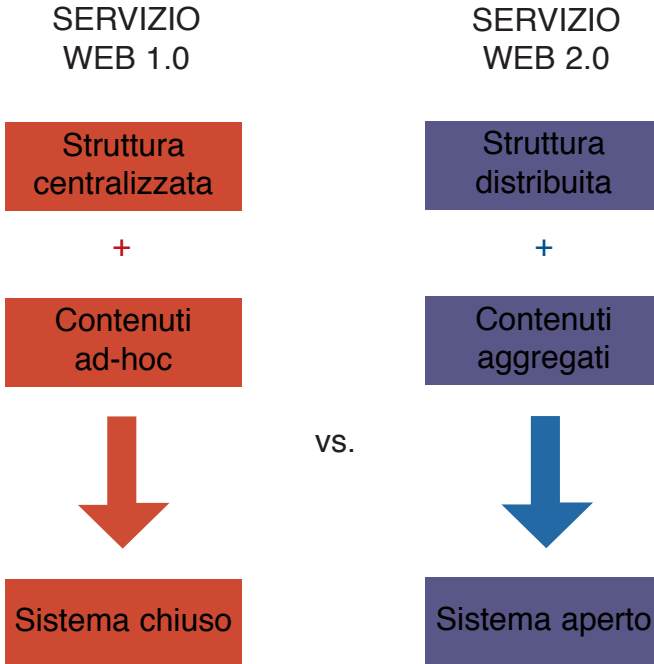 SERVIZIO
WEB 1.0
Struttura
centralizzata
+
Contenuti
ad-hoc
Sistema chiuso
vs.
SERVIZIO
WEB 2.0
Struttura
distribuita
+
Contenuti
aggregati
Sistema aperto